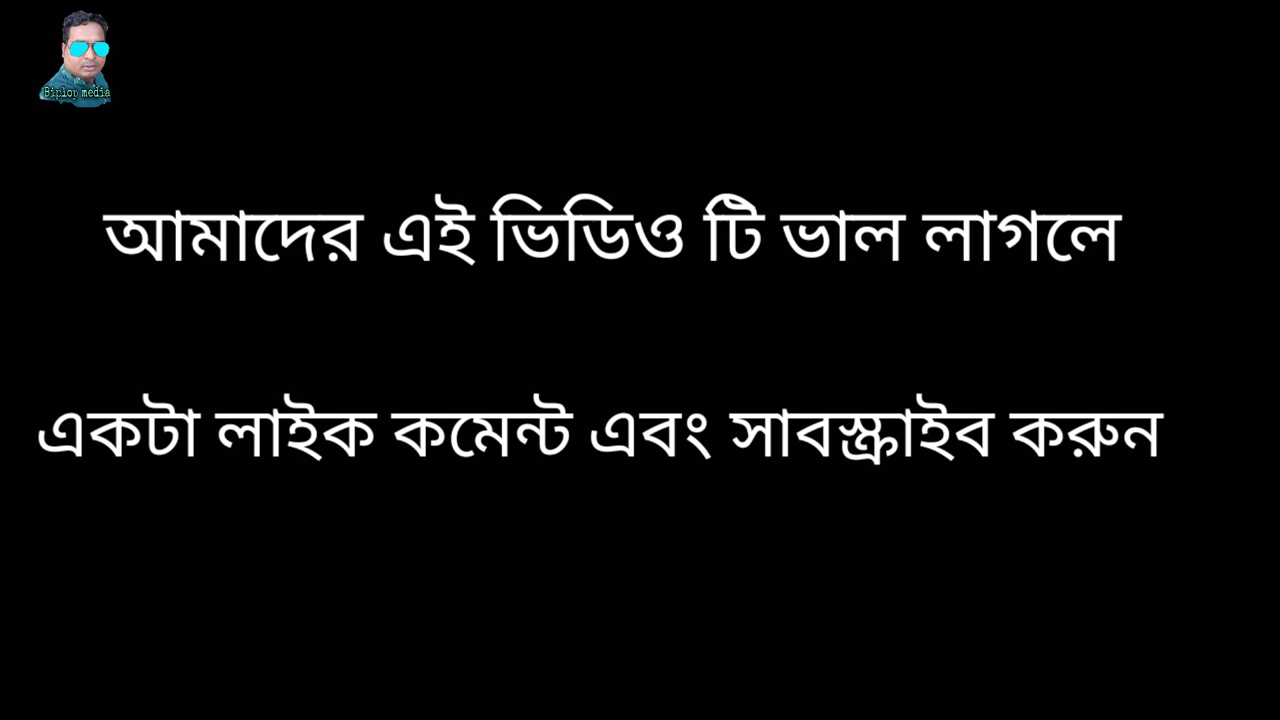 Biplop media
আমাদের এই ভিডিও টি ভাল লাগলে
একটা লাইক কমেন্ট এবং সাবস্ক্রাইব করুন